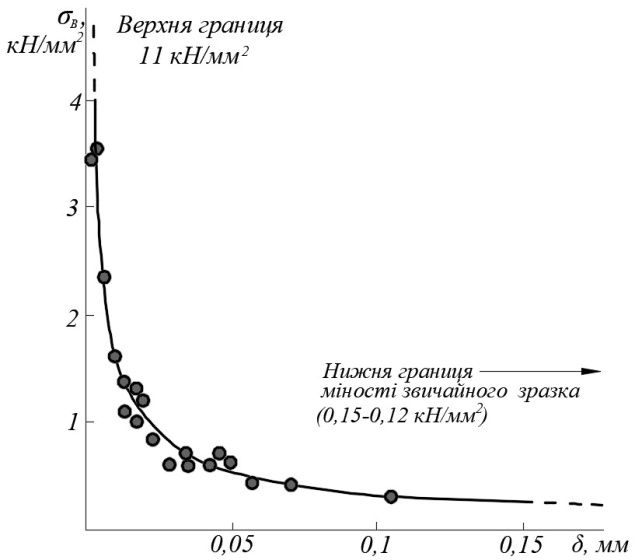 σв,
кН/мм²
Верхня границя
11 кН/мм²
4
3
2
1
Нижня границя
міності звичайного зразка
(0,15-0,12 кН/мм²)
0,05
0,1
0,15
δ, мм